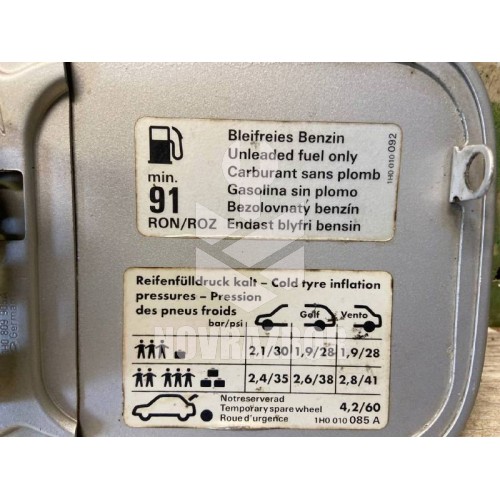 Bleifreies Benzin
Unleaded fuel only
Carburant sans plomb
Gasolina sin plomo
Bezolovnatý benzín
Endast blyfri bensin
min.
91
RON/ROZ
1H0 010 092
Reifenfülldruck kalt – Cold tyre inflation
pressures – Pression
des pneus froids
bar/psi
Golf Vento
2,1/30 1,9/28 1,9/28
2,4/35 2,6/38 2,8/41
Notreserverad
Temporary spare wheel 4,2/60
Roue d'urgence 1H0 010 085 A
NOVRAZBOR